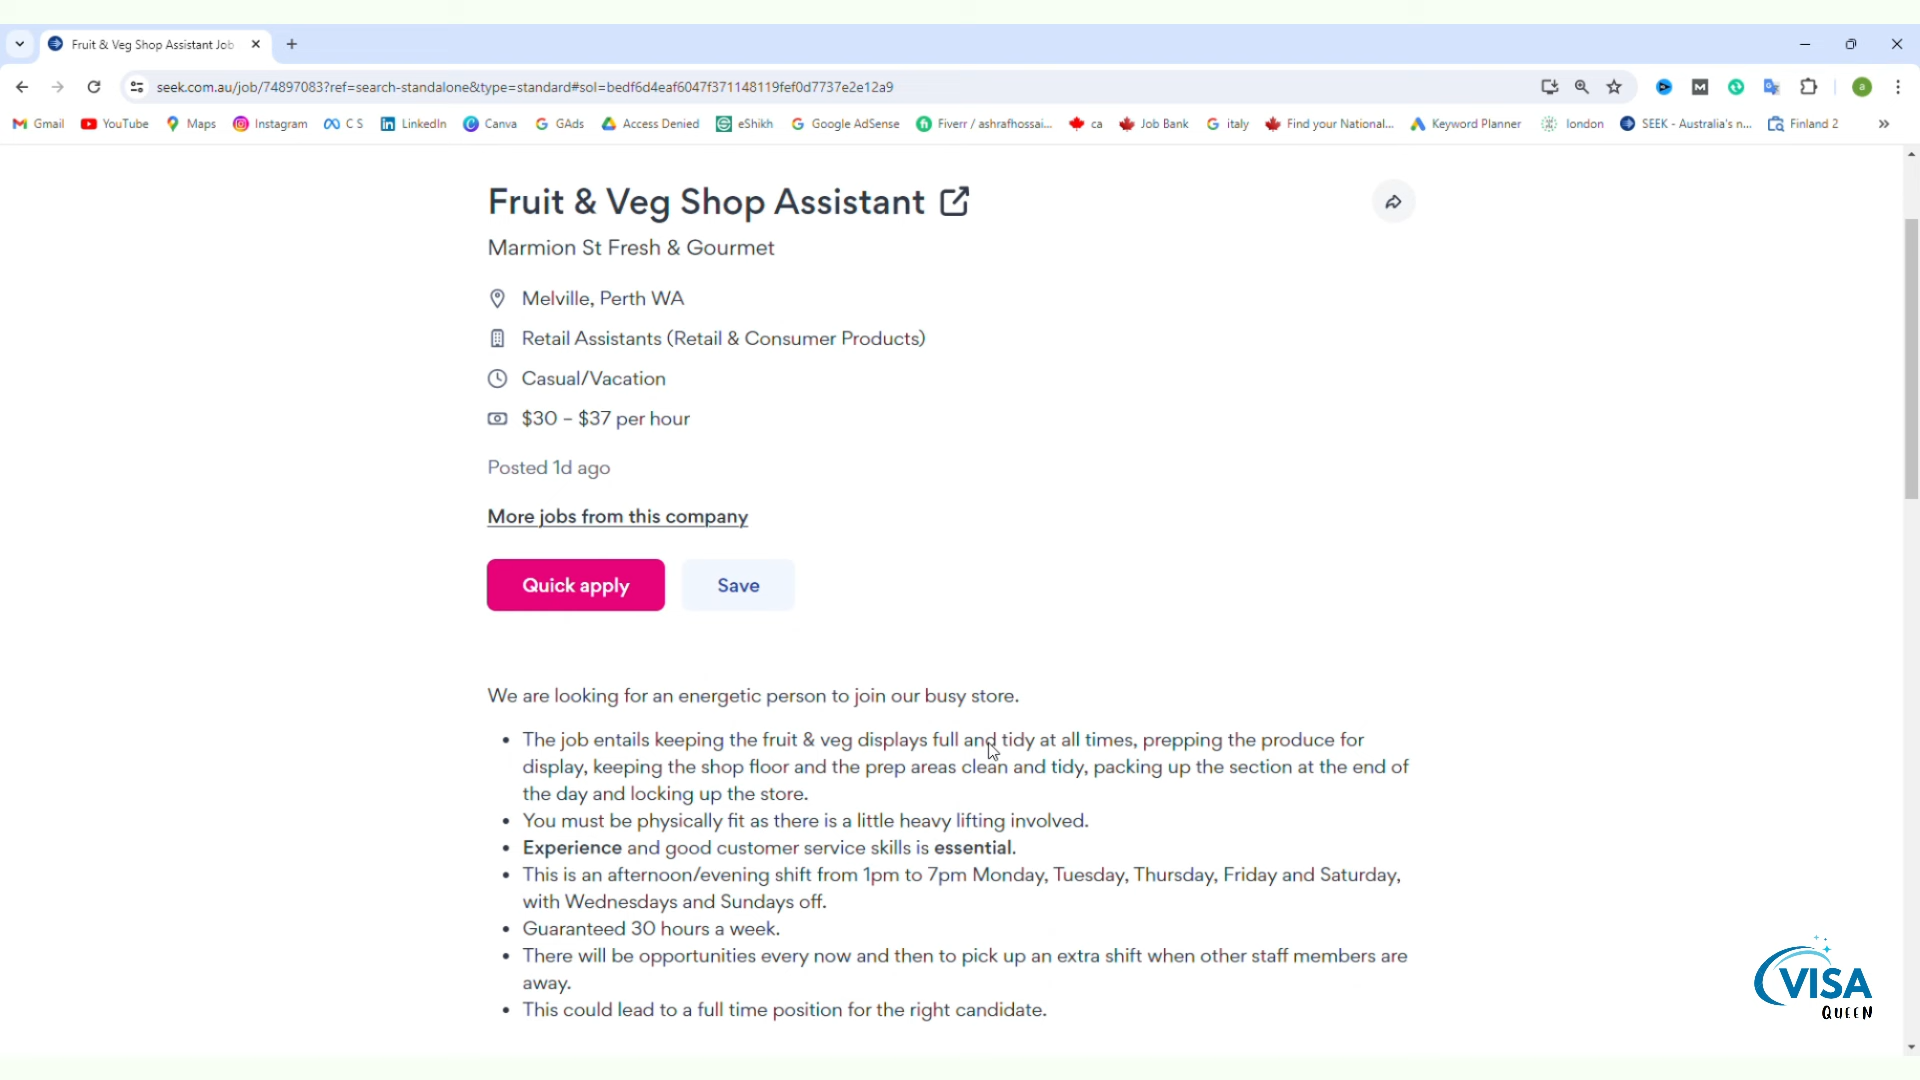 Fruit & Veg Shop Assistant Job
seek.com.au/job/74897083?ref=search-standalone&type=standard#sol=bedf6d4eaf6047f371148119fef0d7737e2e12a9
Gmail YouTube Maps Instagram C S LinkedIn Canva GAds Access Denied eShikh Google AdSense Fiverr / ashrafhossai... ca Job Bank italy Find your National... Keyword Planner london SEEK - Australia's n... Finland 2
Fruit & Veg Shop Assistant
Marmion St Fresh & Gourmet
Melville, Perth WA
Retail Assistants (Retail & Consumer Products)
Casual/Vacation
$30 – $37 per hour
Posted 1d ago
More jobs from this company
Quick apply Save
We are looking for an energetic person to join our busy store.
• The job entails keeping the fruit & veg displays full and tidy at all times, prepping the produce for
display, keeping the shop floor and the prep areas clean and tidy, packing up the section at the end of
the day and locking up the store.
• You must be physically fit as there is a little heavy lifting involved.
• Experience and good customer service skills is essential.
• This is an afternoon/evening shift from 1pm to 7pm Monday, Tuesday, Thursday, Friday and Saturday,
with Wednesdays and Sundays off.
• Guaranteed 30 hours a week.
• There will be opportunities every now and then to pick up an extra shift when other staff members are
away.
• This could lead to a full time position for the right candidate.
VISA
QUEEN